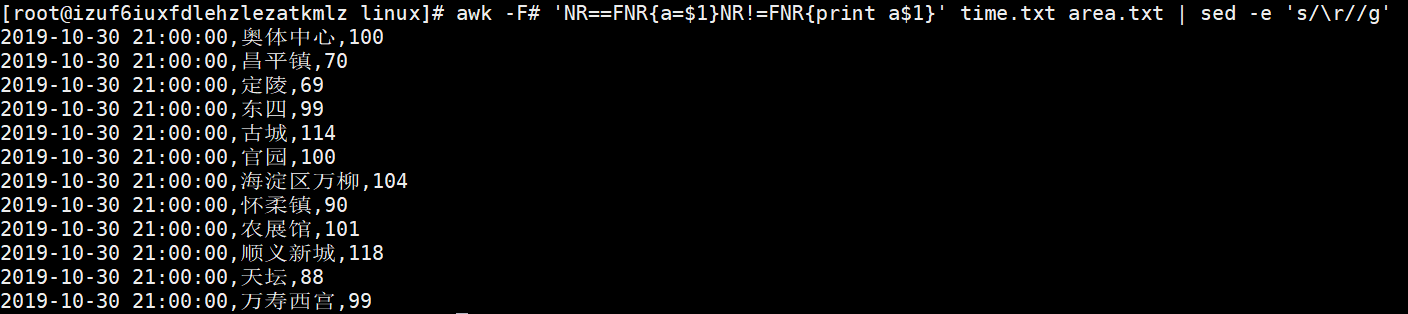 [root@izuf6iuxfdlehzlezatkmlz linux]# awk -F# 'NR==FNR{a=$1}NR!=FNR{print a$1}' time.txt area.txt | sed -e 's/\r//g'
2019-10-30 21:00:00,奥体中心,100
2019-10-30 21:00:00,昌平镇,70
2019-10-30 21:00:00,定陵,69
2019-10-30 21:00:00,东四,99
2019-10-30 21:00:00,古城,114
2019-10-30 21:00:00,官园,100
2019-10-30 21:00:00,海淀区万柳,104
2019-10-30 21:00:00,怀柔镇,90
2019-10-30 21:00:00,农展馆,101
2019-10-30 21:00:00,顺义新城,118
2019-10-30 21:00:00,天坛,88
2019-10-30 21:00:00,万寿西宫,99